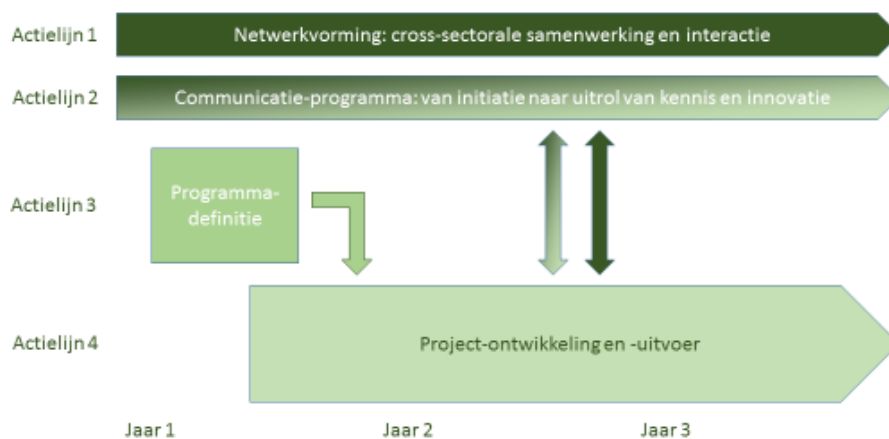 Actielijn 1
Netwerkvorming: cross-sectorale samenwerking en interactie
Actielijn 2
Communicatie-programma: van initiatie naar uitrol van kennis en innovatie
Actielijn 3
Programma-
definitie
Actielijn 4
Project-ontwikkeling en -uitvoer
Jaar 1
Jaar 2
Jaar 3